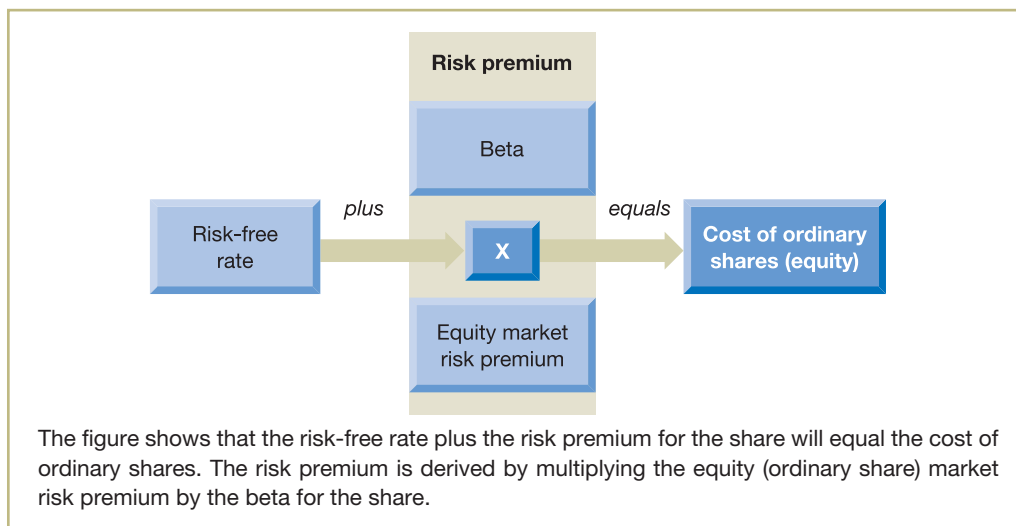 Risk premium
Beta
plus
equals
Risk-free
rate
X
Cost of ordinary
shares (equity)
Equity market
risk premium
The figure shows that the risk-free rate plus the risk premium for the share will equal the cost of
ordinary shares. The risk premium is derived by multiplying the equity (ordinary share) market
risk premium by the beta for the share.